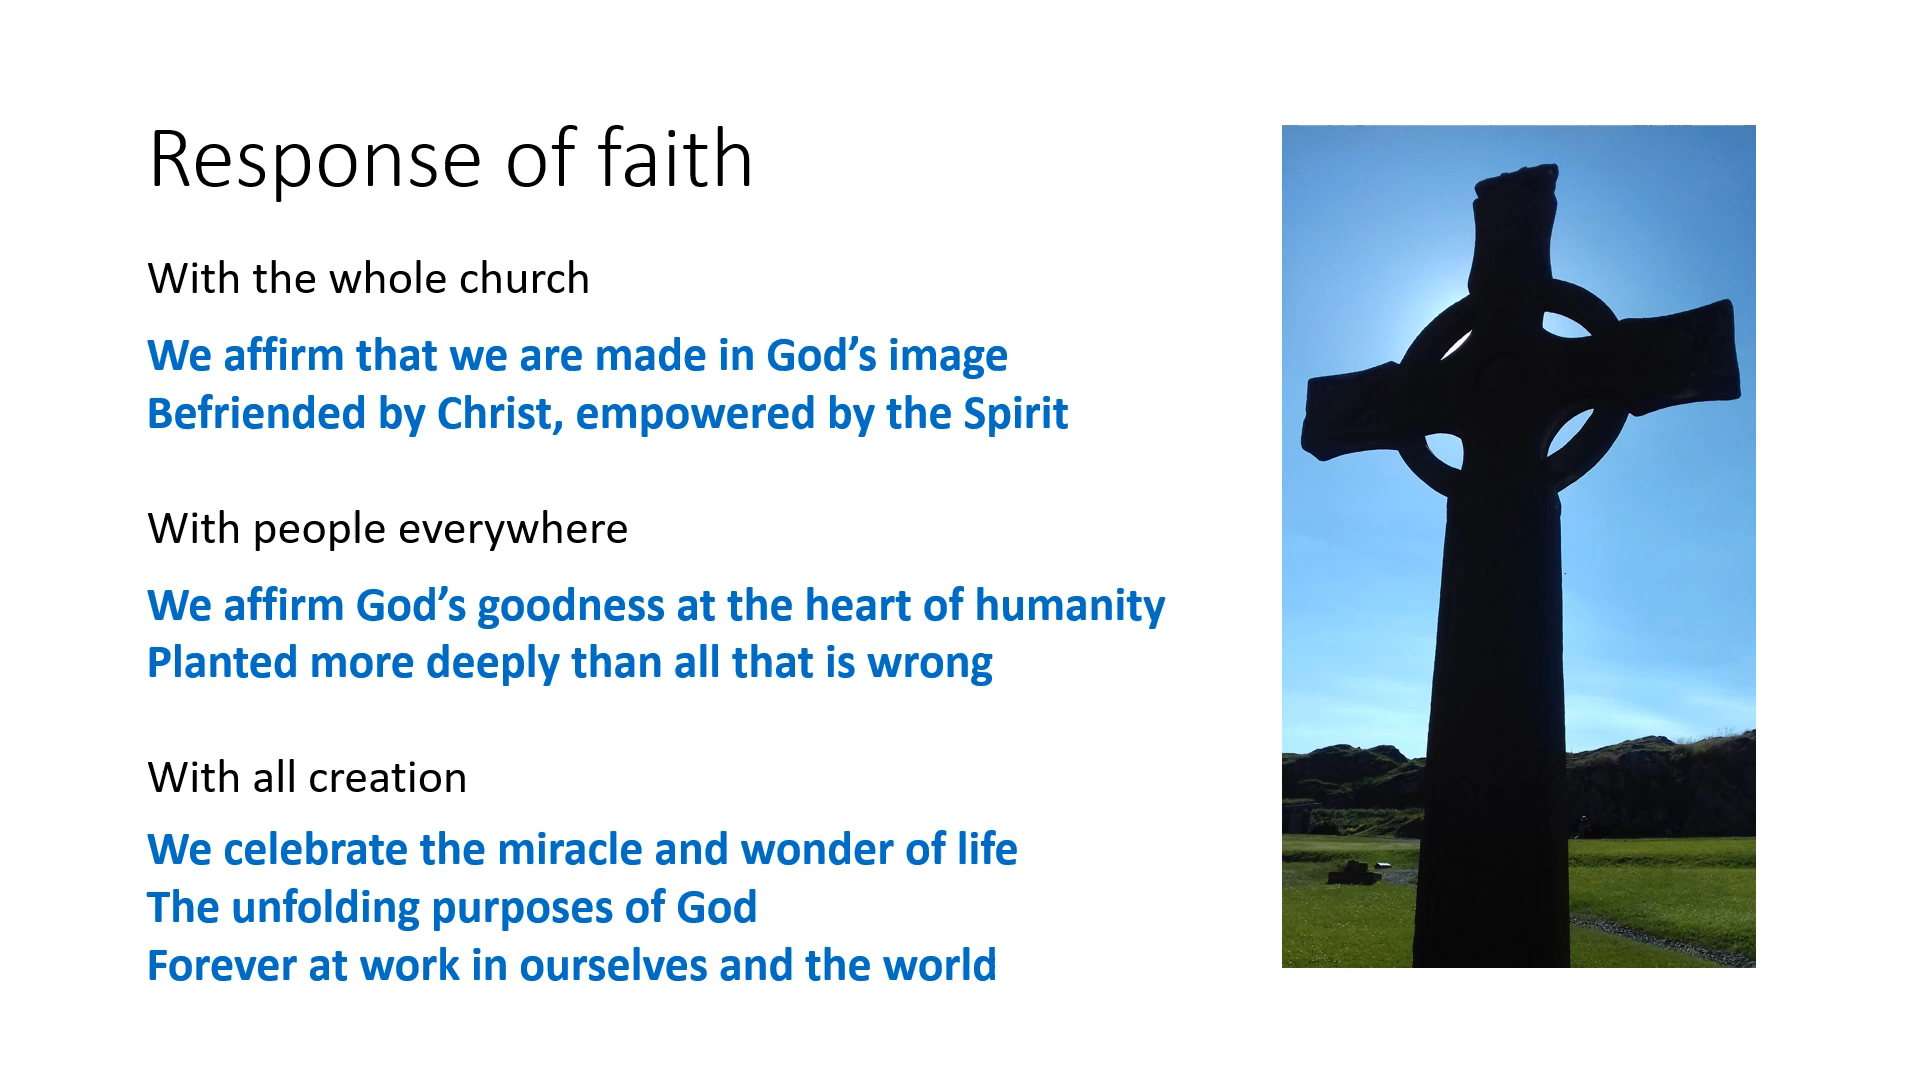 Response of faith
With the whole church
We affirm that we are made in God’s image
Befriended by Christ, empowered by the Spirit
With people everywhere
We affirm God’s goodness at the heart of humanity
Planted more deeply than all that is wrong
With all creation
We celebrate the miracle and wonder of life
The unfolding purposes of God
Forever at work in ourselves and the world